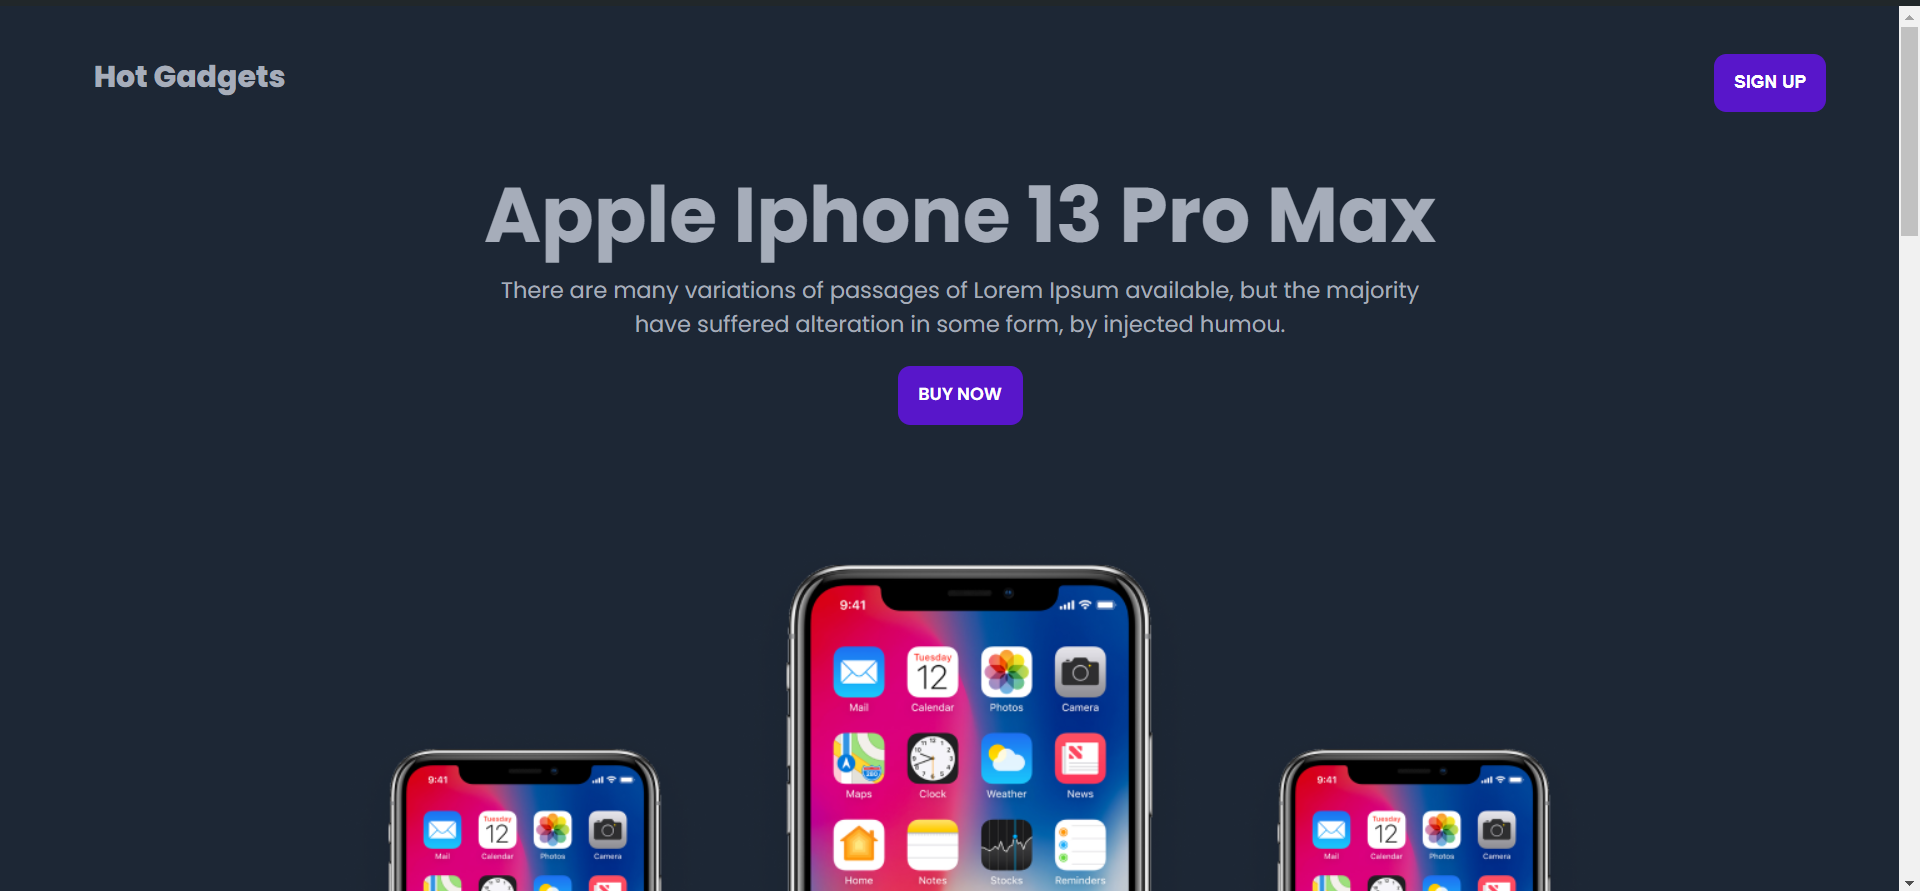 Hot Gadgets
SIGN UP
Apple Iphone 13 Pro Max
There are many variations of passages of Lorem Ipsum available, but the majority
have suffered alteration in some form, by injected humou.
BUY NOW
9:41
Tuesday
12
Mail Calendar Photos Camera
280
Maps Clock Weather News
Home Notes Stocks Reminders
9:41
Tuesday
12
Mail Calendar Photos Camera
9:41
Tuesday
12
Mail Calendar Photos Camera